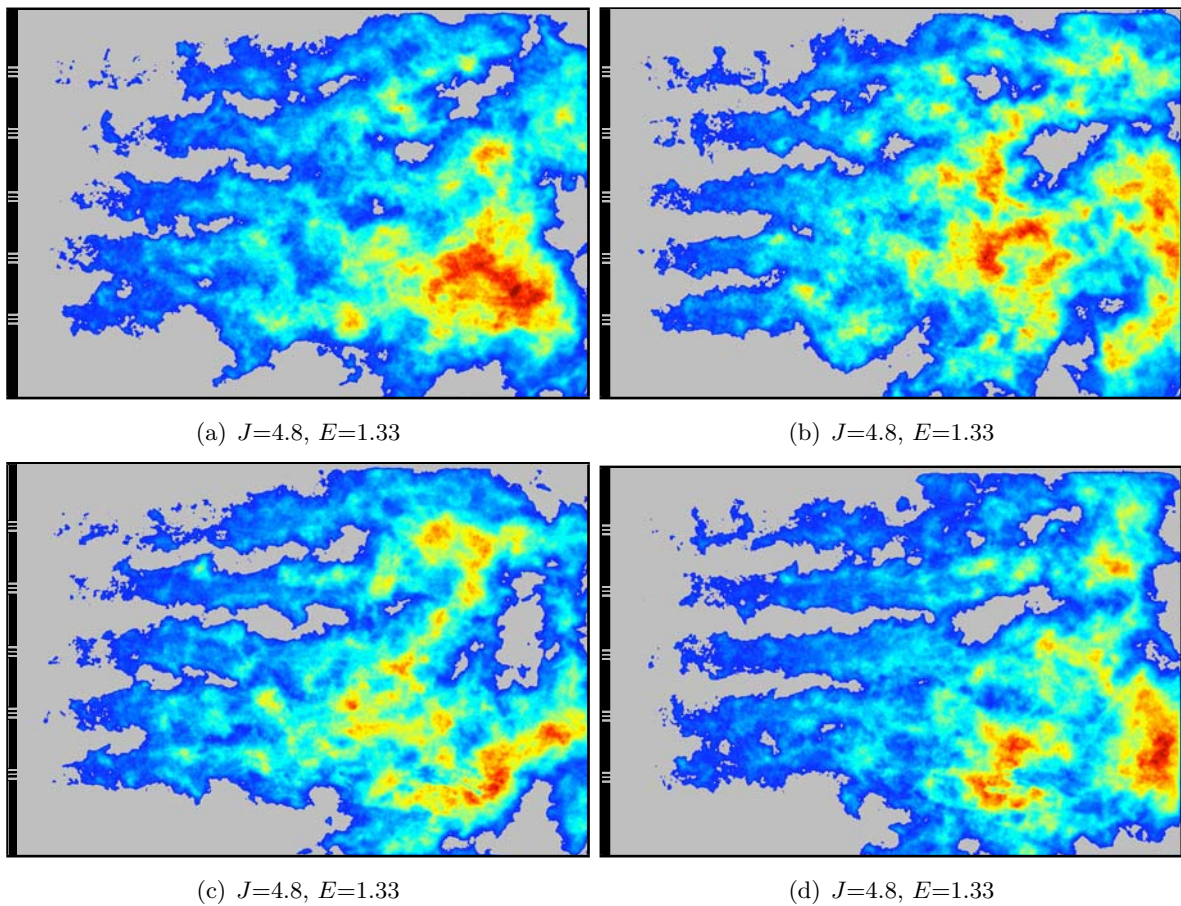 (a) J=4.8, E=1.33
(b) J=4.8, E=1.33
(c) J=4.8, E=1.33
(d) J=4.8, E=1.33